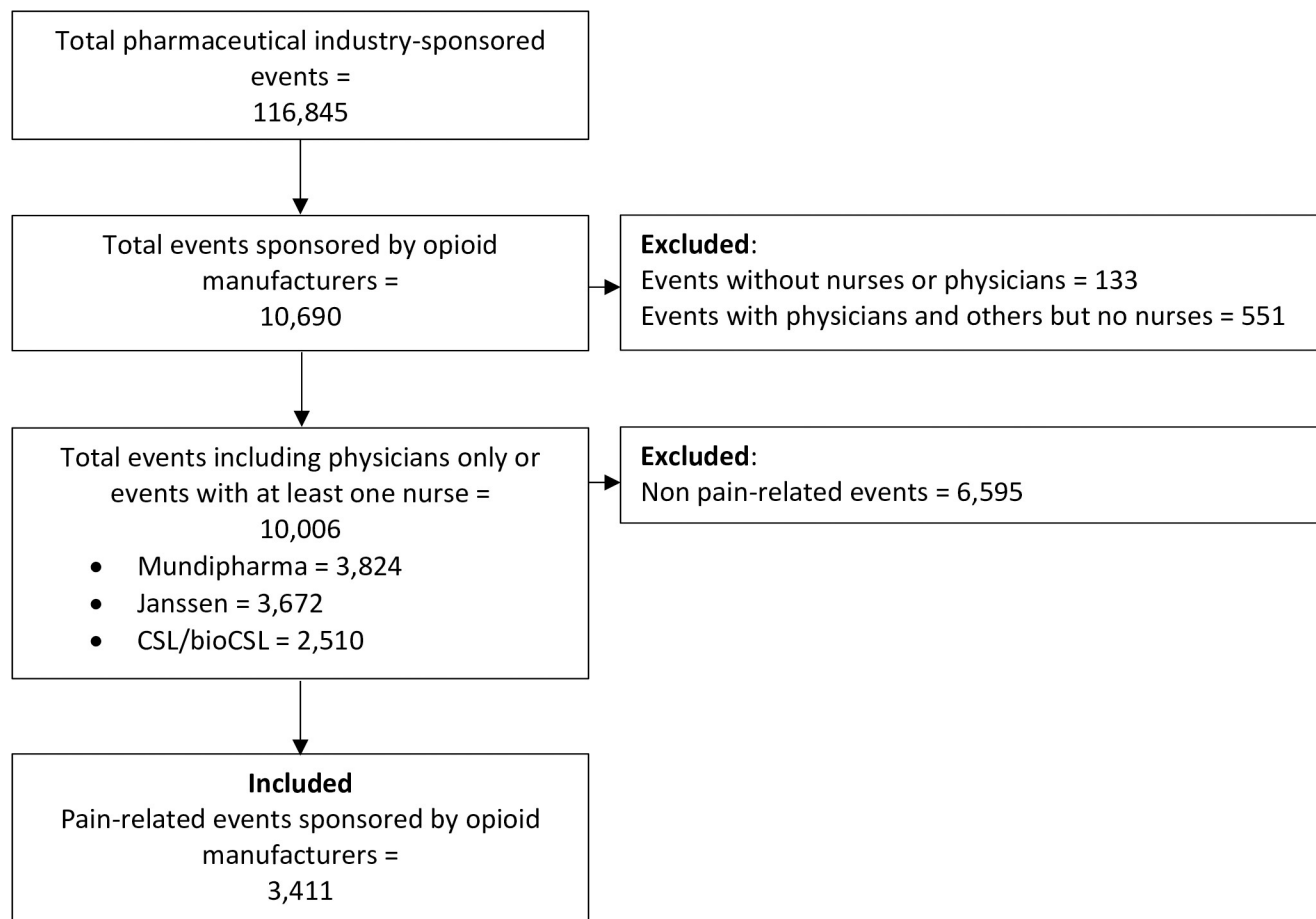 Total pharmaceutical industry-sponsored
events =
116,845
Total events sponsored by opioid
manufacturers =
10,690
Excluded:
Events without nurses or physicians = 133
Events with physicians and others but no nurses = 551
Total events including physicians only or
events with at least one nurse =
10,006
• Mundipharma = 3,824
• Janssen = 3,672
• CSL/bioCSL = 2,510
Excluded:
Non pain-related events = 6,595
Included
Pain-related events sponsored by opioid
manufacturers =
3,411